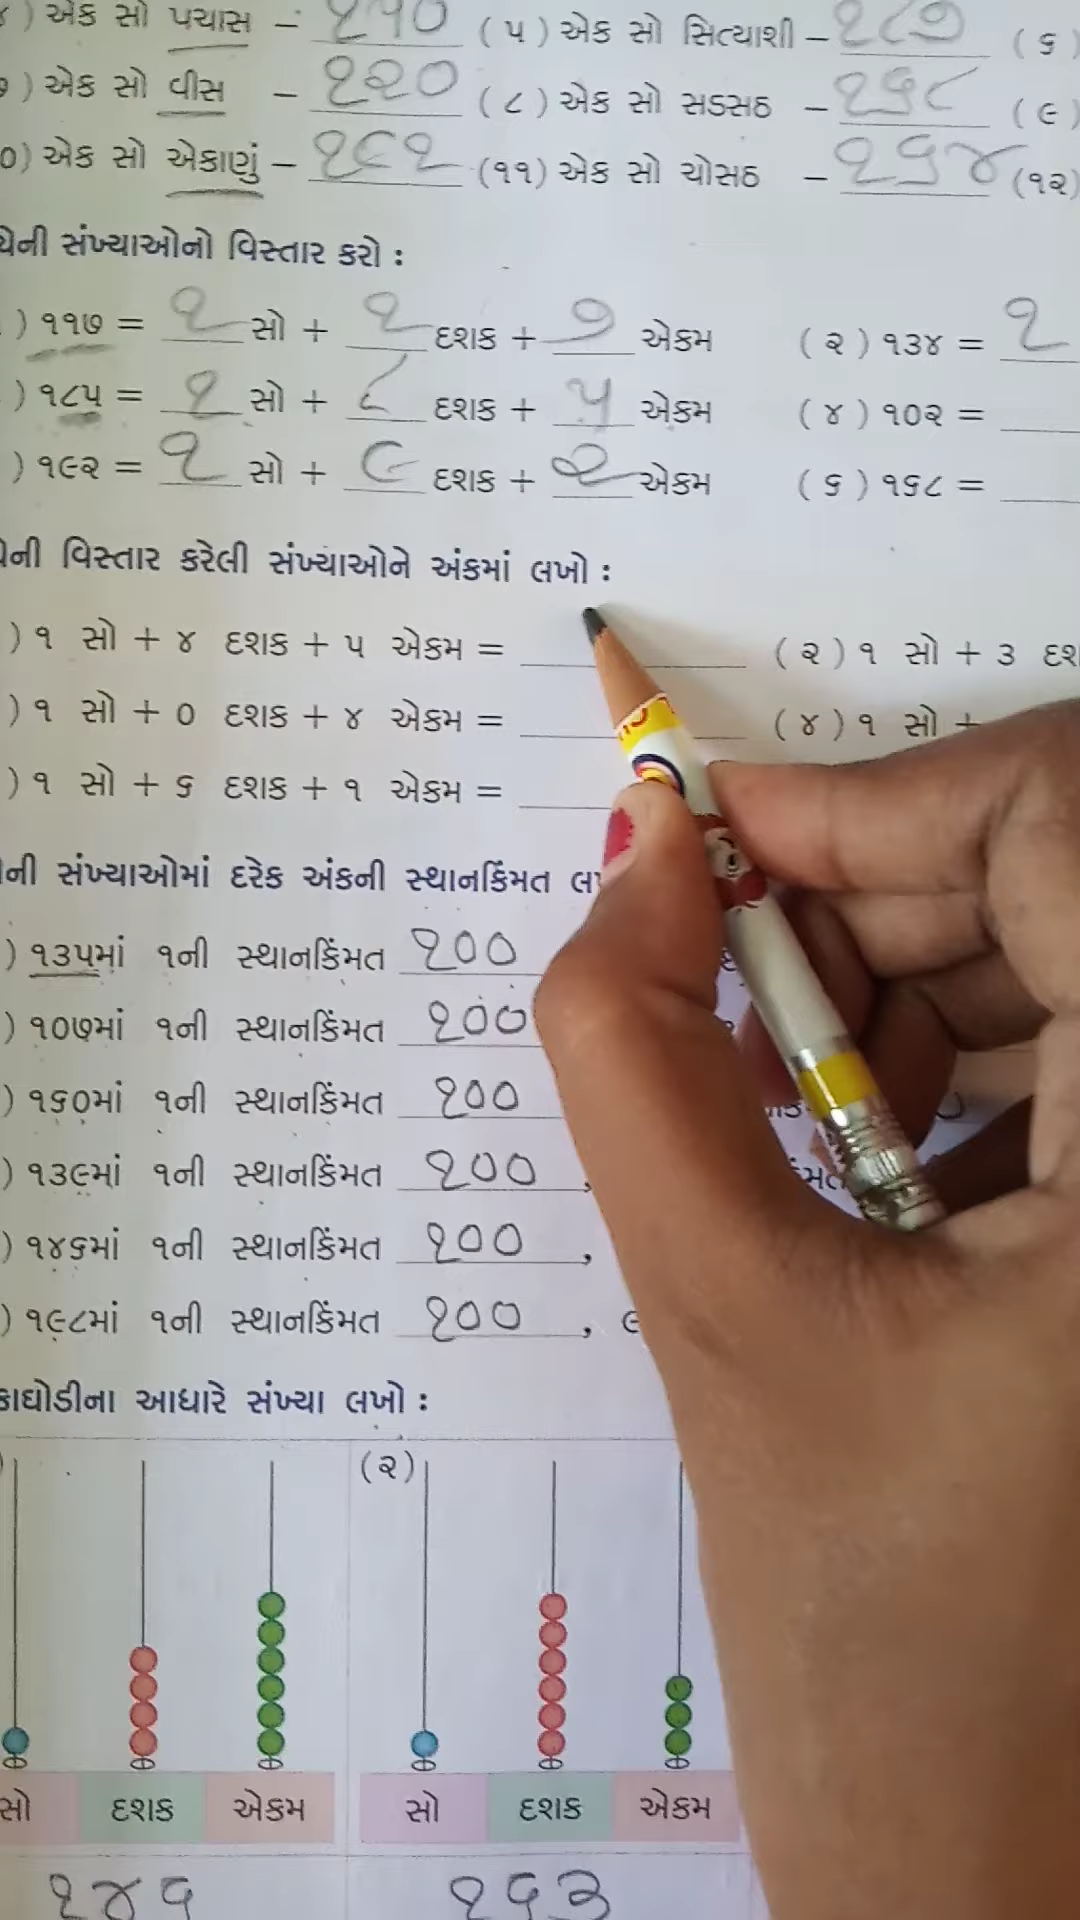 ) એક સો પચાસ – ૧૫૦ (૫) એક સો સિત્યાશી – ૧૮૭ (૬)
) એક સો વીસ – ૧૨૦ (૮) એક સો સડસઠ – ૧૬૮ (૯)
૦) એક સો એકાણું – ૧૯૧ (૧૧) એક સો ચોસઠ – ૧૬૪ (૧૨)
ચેની સંખ્યાઓનો વિસ્તાર કરો :
) ૧૧૭ = ૧ સો + ૧ દશક + ૭ એકમ (૨) ૧૩૪ = ૧
) ૧૮૫ = ૧ સો + ૮ દશક + ૫ એકમ (૪) ૧૦૨ =
) ૧૯૨ = ૧ સો + ૯ દશક + ૨ એકમ (૬) ૧૬૮ =
ની વિસ્તાર કરેલી સંખ્યાઓને અંકમાં લખો :
) ૧ સો + ૪ દશક + ૫ એકમ = (૨) ૧ સો + ૩ દશ
) ૧ સો + ૦ દશક + ૪ એકમ = (૪) ૧ સો +
) ૧ સો + ૬ દશક + ૧ એકમ =
ની સંખ્યાઓમાં દરેક અંકની સ્થાનકિંમત લ
) ૧૩૫માં ૧ની સ્થાનકિંમત ૧૦૦
) ૧૦૭માં ૧ની સ્થાનકિંમત ૧૦૦
) ૧૬૦માં ૧ની સ્થાનકિંમત ૧૦૦
) ૧૩૯માં ૧ની સ્થાનકિંમત ૧૦૦ ,
) ૧૪૬માં ૧ની સ્થાનકિંમત ૧૦૦ ,
) ૧૯૮માં ૧ની સ્થાનકિંમત ૧૦૦ , ૯
કાઘોડીના આધારે સંખ્યા લખો :
(૨)
સો દશક એકમ સો દશક એકમ
૧૪૬ ૧૬૩